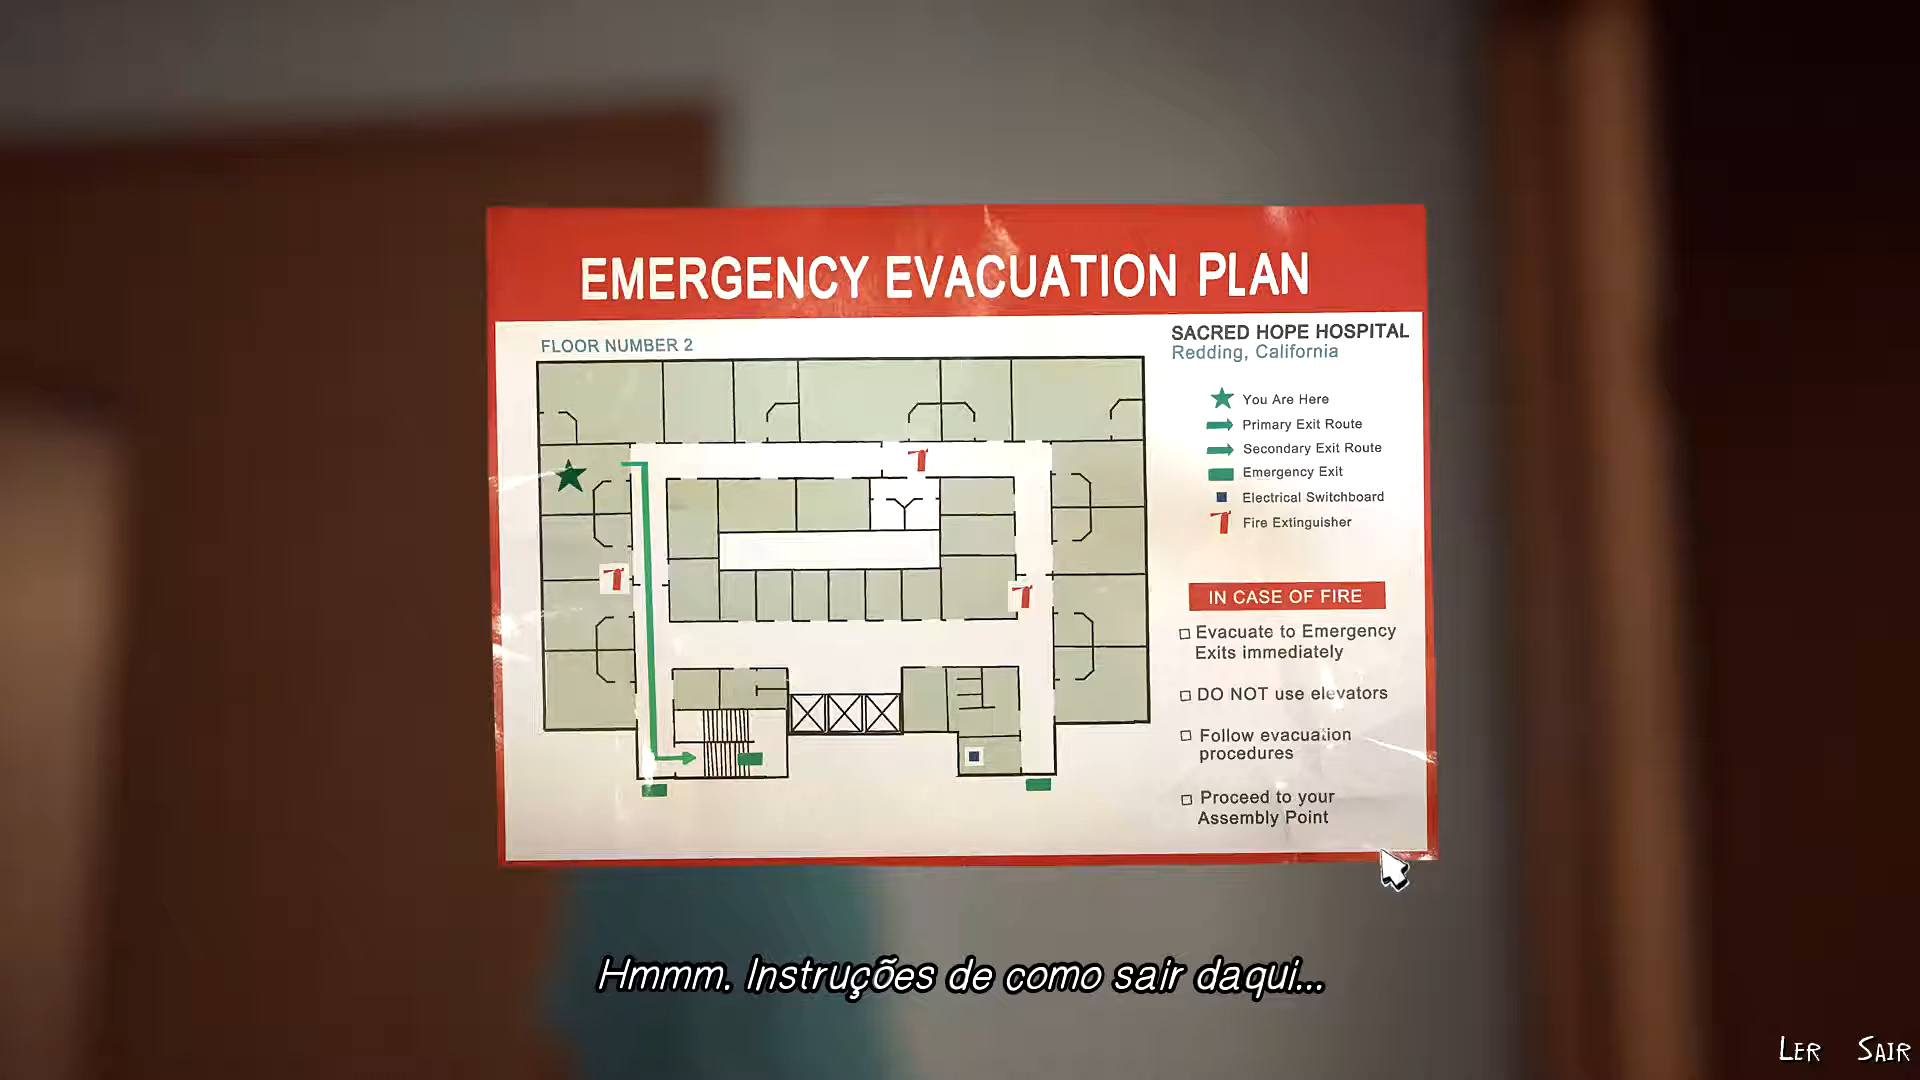 EMERGENCY EVACUATION PLAN
FLOOR NUMBER 2
SACRED HOPE HOSPITAL
Redding, California
You Are Here
Primary Exit Route
Secondary Exit Route
Emergency Exit
Electrical Switchboard
Fire Extinguisher
IN CASE OF FIRE
Evacuate to Emergency
Exits immediately
DO NOT use elevators
Follow evacuation
procedures
Proceed to your
Assembly Point
Hmmm. Instruções de como sair daqui...
LER SAIR